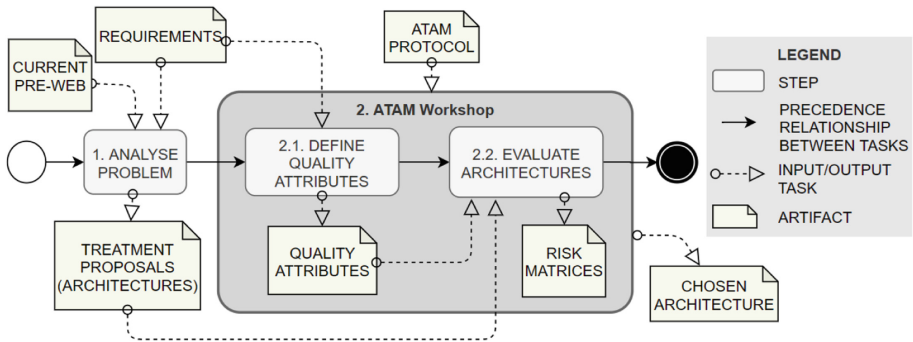 REQUIREMENTS
ATAM
PROTOCOL
CURRENT
PRE-WEB
2. ATAM Workshop
1. ANALYSE
PROBLEM
2.1. DEFINE
QUALITY
ATTRIBUTES
2.2. EVALUATE
ARCHITECTURES
TREATMENT
PROPOSALS
(ARCHITECTURES)
QUALITY
ATTRIBUTES
RISK
MATRICES
CHOSEN
ARCHITECTURE
LEGEND
STEP
PRECEDENCE
RELATIONSHIP
BETWEEN TASKS
INPUT/OUTPUT
TASK
ARTIFACT